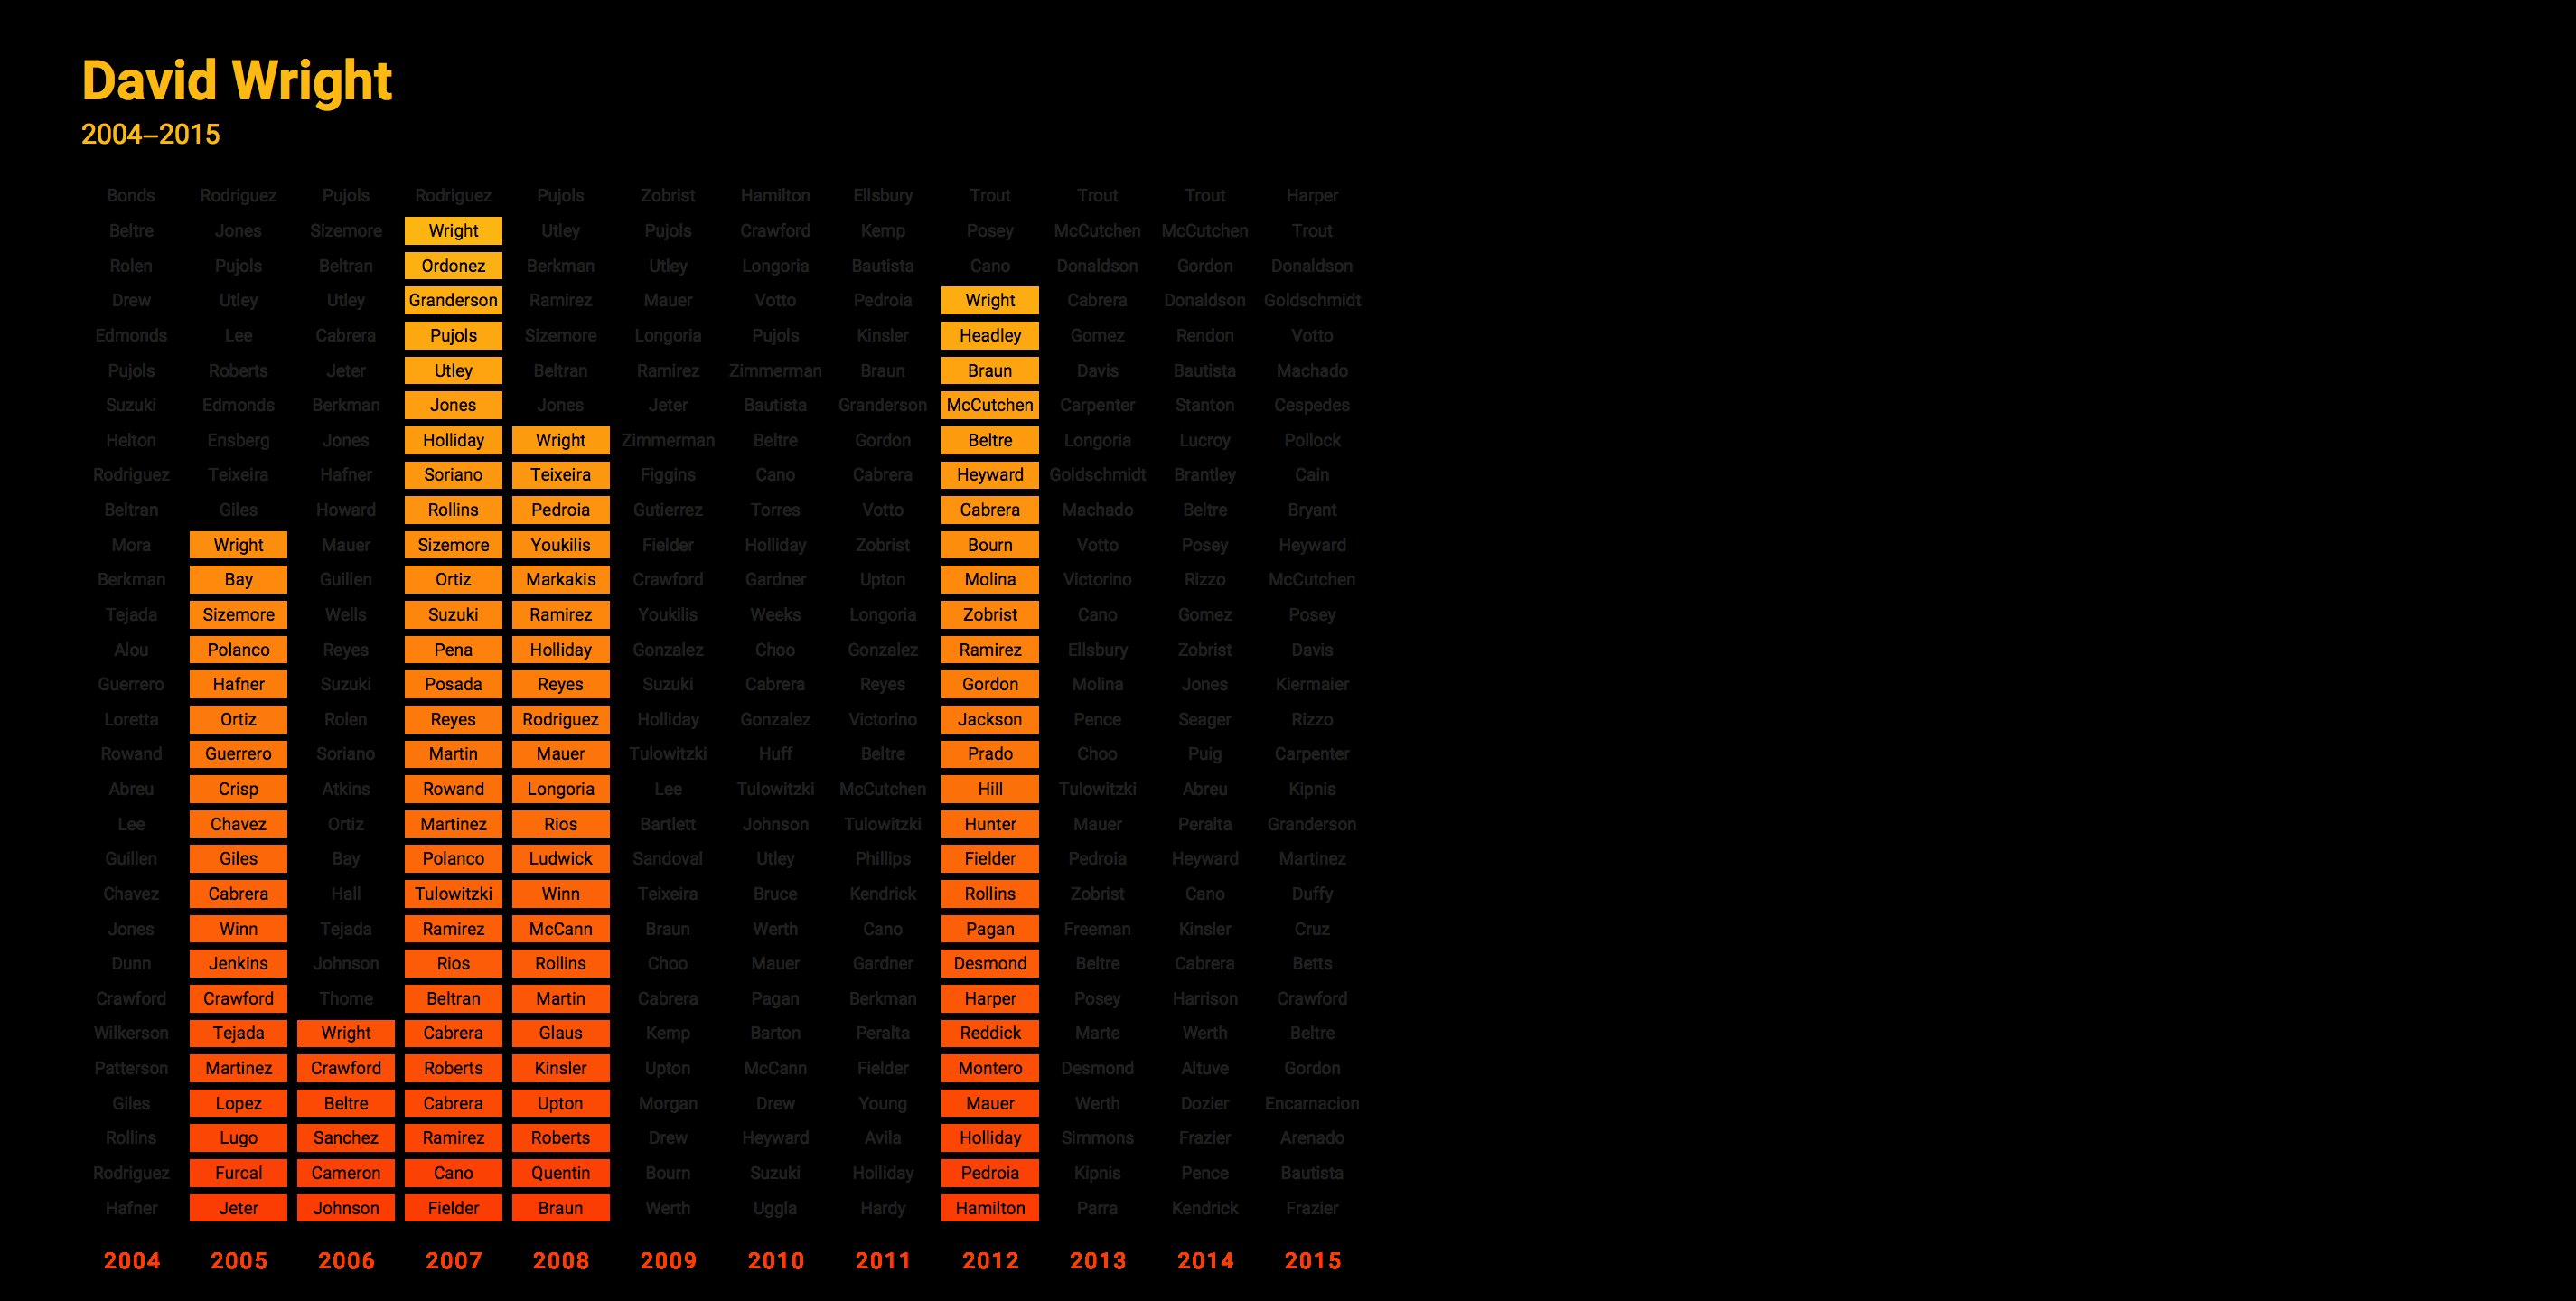 David Wright
2004–2015
Bonds Rodriguez Pujols Rodriguez Pujols Zobrist Hamilton Ellsbury Trout Trout Trout Harper
Beltre Jones Sizemore Wright Utley Pujols Crawford Kemp Posey McCutchen McCutchen Trout
Rolen Pujols Beltran Ordonez Berkman Utley Longoria Bautista Cano Donaldson Gordon Donaldson
Drew Utley Utley Granderson Ramirez Mauer Votto Pedroia Wright Cabrera Donaldson Goldschmidt
Edmonds Lee Cabrera Pujols Sizemore Longoria Pujols Kinsler Headley Gomez Rendon Votto
Pujols Roberts Jeter Utley Beltran Ramirez Zimmerman Braun Braun Davis Bautista Machado
Suzuki Edmonds Berkman Jones Jones Jeter Bautista Granderson McCutchen Carpenter Stanton Cespedes
Helton Ensberg Jones Holliday Wright Zimmerman Beltre Gordon Beltre Longoria Lucroy Pollock
Rodriguez Teixeira Hafner Soriano Teixeira Figgins Cano Cabrera Heyward Goldschmidt Brantley Cain
Beltran Giles Howard Rollins Pedroia Gutierrez Torres Votto Cabrera Machado Beltre Bryant
Mora Wright Mauer Sizemore Youkilis Fielder Holliday Zobrist Bourn Votto Posey Heyward
Berkman Bay Guillen Ortiz Markakis Crawford Gardner Upton Molina Victorino Rizzo McCutchen
Tejada Sizemore Wells Suzuki Ramirez Youkilis Weeks Longoria Zobrist Cano Gomez Posey
Alou Polanco Reyes Pena Holliday Gonzalez Choo Gonzalez Ramirez Ellsbury Zobrist Davis
Guerrero Hafner Suzuki Posada Reyes Suzuki Cabrera Reyes Gordon Molina Jones Kiermaier
Loretta Ortiz Rolen Reyes Rodriguez Holliday Gonzalez Victorino Jackson Pence Seager Rizzo
Rowand Guerrero Soriano Martin Mauer Tulowitzki Huff Beltre Prado Choo Puig Carpenter
Abreu Crisp Atkins Rowand Longoria Lee Tulowitzki McCutchen Hill Tulowitzki Abreu Kipnis
Lee Chavez Ortiz Martinez Rios Bartlett Johnson Tulowitzki Hunter Mauer Peralta Granderson
Guillen Giles Bay Polanco Ludwick Sandoval Utley Phillips Fielder Pedroia Heyward Martinez
Chavez Cabrera Hall Tulowitzki Winn Teixeira Bruce Kendrick Rollins Zobrist Cano Duffy
Jones Winn Tejada Ramirez McCann Braun Werth Cano Pagan Freeman Kinsler Cruz
Dunn Jenkins Johnson Rios Rollins Choo Mauer Gardner Desmond Beltre Cabrera Betts
Crawford Crawford Thome Beltran Martin Cabrera Pagan Berkman Harper Posey Harrison Crawford
Wilkerson Tejada Wright Cabrera Glaus Kemp Barton Peralta Reddick Marte Werth Beltre
Patterson Martinez Crawford Roberts Kinsler Upton McCann Fielder Montero Desmond Altuve Gordon
Giles Lopez Beltre Cabrera Upton Morgan Drew Young Mauer Werth Dozier Encarnacion
Rollins Lugo Sanchez Ramirez Roberts Drew Heyward Avila Holliday Simmons Frazier Arenado
Rodriguez Furcal Cameron Cano Quentin Bourn Suzuki Holliday Pedroia Kipnis Pence Bautista
Hafner Jeter Johnson Fielder Braun Werth Uggla Hardy Hamilton Parra Kendrick Frazier
2004 2005 2006 2007 2008 2009 2010 2011 2012 2013 2014 2015